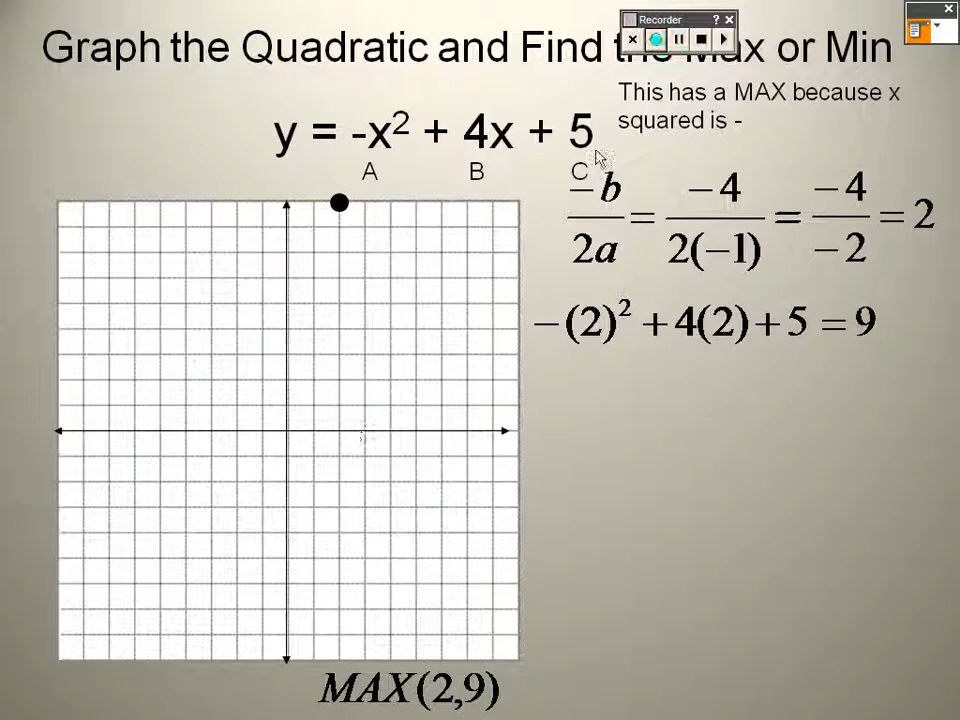 Recorder ? ×
Graph the Quadratic and Find the Max or Min
This has a MAX because x
squared is -
y = -x² + 4x + 5
A B C
-b/2a = -4/2(-1) = -4/-2 = 2
-(2)² + 4(2) + 5 = 9
MAX(2,9)